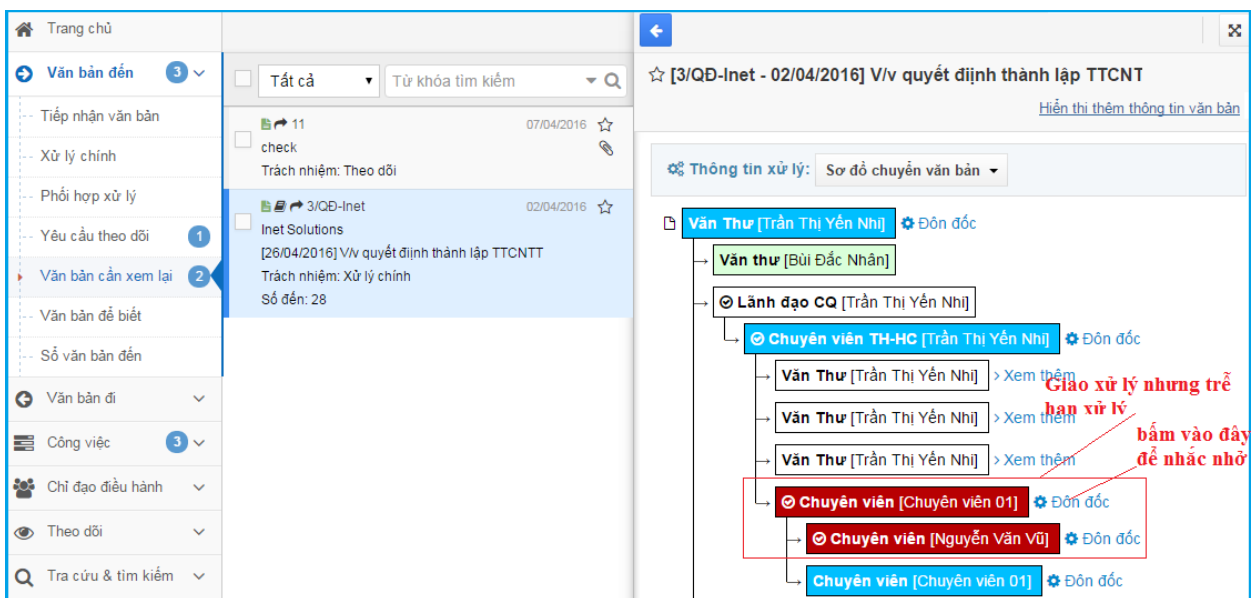 Trang chủ
Văn bản đến 3
Tiếp nhận văn bản
Xử lý chính
Phối hợp xử lý
Yêu cầu theo dõi 1
Văn bản cần xem lại 2
Văn bản để biết
Sổ văn bản đến
Văn bản đi
Công việc 3
Chỉ đạo điều hành
Theo dõi
Tra cứu & tìm kiếm
Tất cả
Từ khóa tìm kiếm
11 07/04/2016
check
Trách nhiệm: Theo dõi
3/QĐ-Inet 02/04/2016
Inet Solutions
[26/04/2016] V/v quyết điịnh thành lập TTCNTT
Trách nhiệm: Xử lý chính
Số đến: 28
[3/QĐ-Inet - 02/04/2016] V/v quyết điịnh thành lập TTCNT
Hiển thi thêm thông tin văn bản
Thông tin xử lý: Sơ đồ chuyển văn bản
Văn Thư [Trần Thị Yến Nhi] Đôn đốc
Văn thư [Bùi Đắc Nhân]
Lãnh đạo CQ [Trần Thị Yến Nhi]
Chuyên viên TH-HC [Trần Thị Yến Nhi] Đôn đốc
Văn Thư [Trần Thị Yến Nhi] > Xem thêm
Văn Thư [Trần Thị Yến Nhi] > Xem thêm
Văn Thư [Trần Thị Yến Nhi] > Xem thêm
Chuyên viên [Chuyên viên 01] Đôn đốc
Chuyên viên [Nguyễn Văn Vũ] Đôn đốc
Chuyên viên [Chuyên viên 01] Đôn đốc
Giao xử lý nhưng trễ
hạn xử lý
bấm vào đây
để nhắc nhở